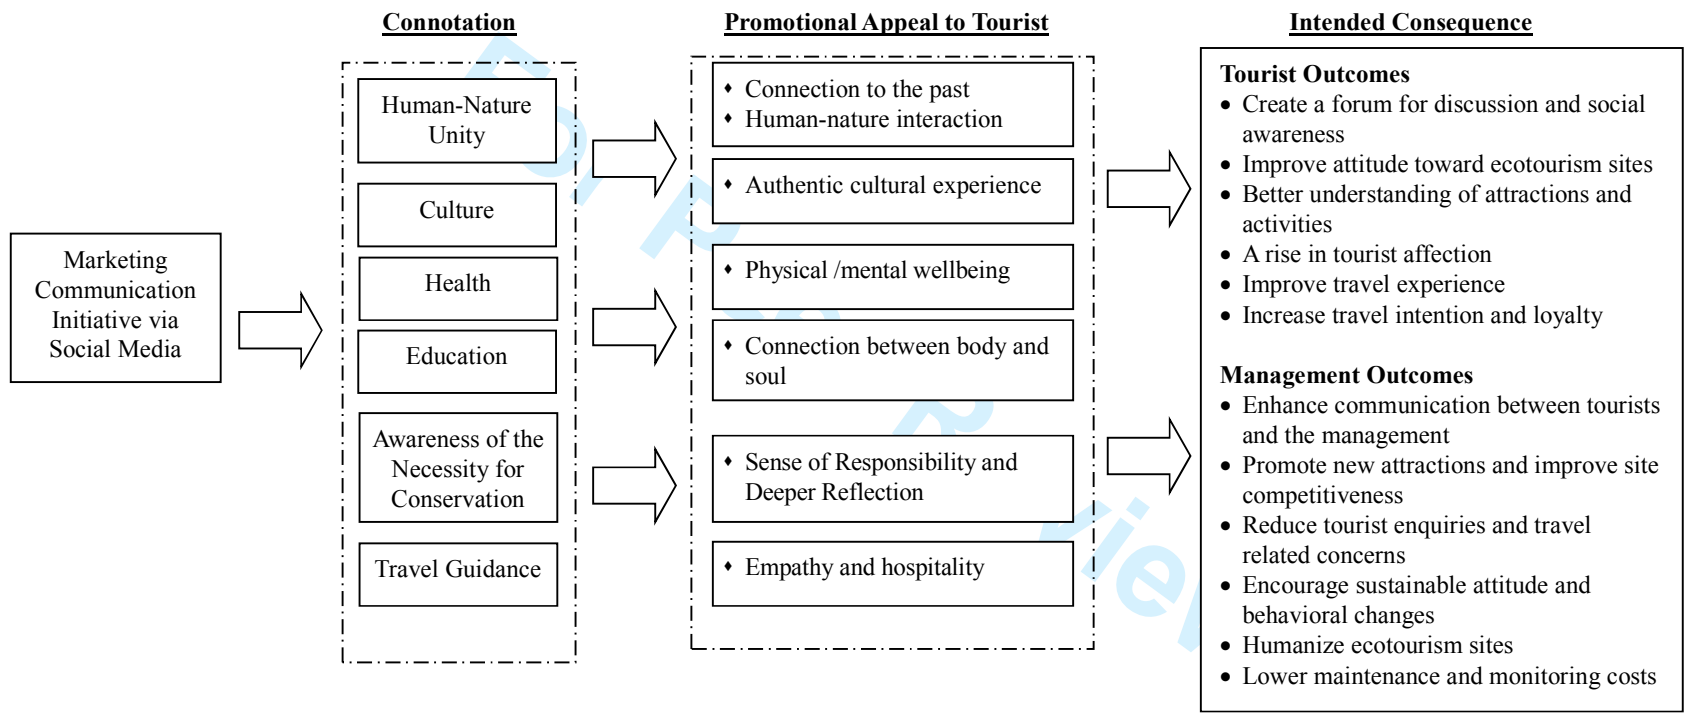 Connotation
Promotional Appeal to Tourist
Intended Consequence
Marketing
Communication
Initiative via
Social Media
Human-Nature
Unity
Culture
Health
Education
Awareness of the
Necessity for
Conservation
Travel Guidance
♦ Connection to the past
♦ Human-nature interaction
♦ Authentic cultural experience
♦ Physical /mental wellbeing
♦ Connection between body and
soul
♦ Sense of Responsibility and
Deeper Reflection
♦ Empathy and hospitality
Tourist Outcomes
• Create a forum for discussion and social
awareness
• Improve attitude toward ecotourism sites
• Better understanding of attractions and
activities
• A rise in tourist affection
• Improve travel experience
• Increase travel intention and loyalty
Management Outcomes
• Enhance communication between tourists
and the management
• Promote new attractions and improve site
competitiveness
• Reduce tourist enquiries and travel
related concerns
• Encourage sustainable attitude and
behavioral changes
• Humanize ecotourism sites
• Lower maintenance and monitoring costs